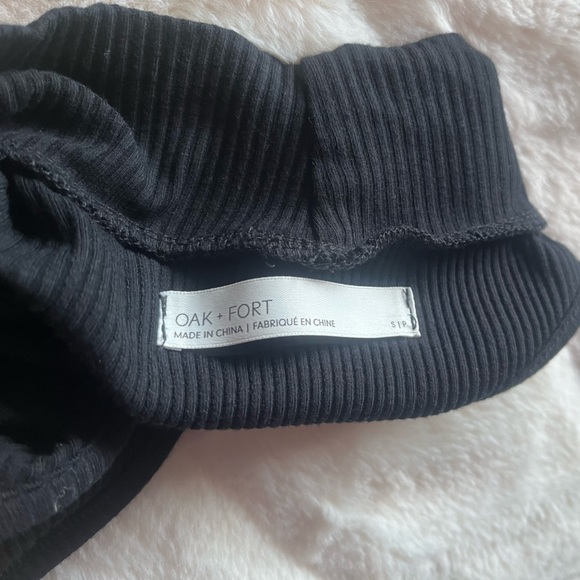 OAK + FORT
MADE IN CHINA | FABRIQUÉ EN CHINE
S | P